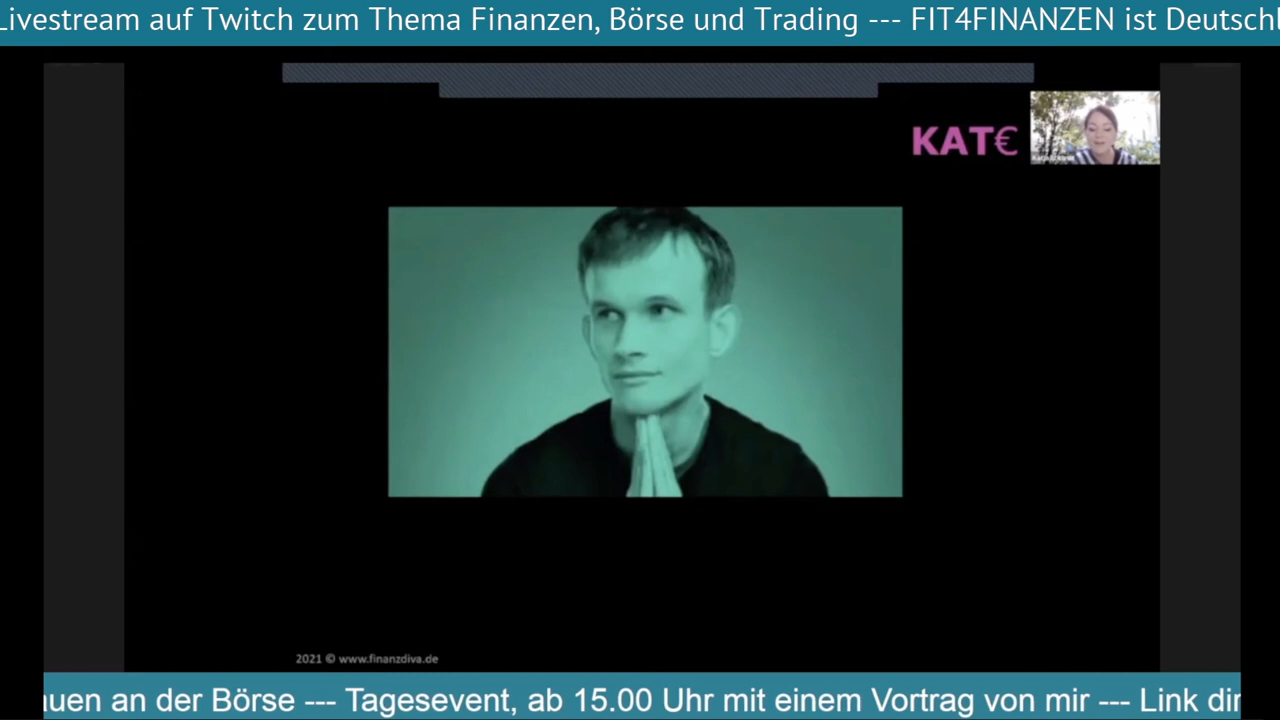 Livestream auf Twitch zum Thema Finanzen, Börse und Trading --- FIT4FINANZEN ist Deutschl
KAT€
2021 © www.finanzdiva.de
auen an der Börse --- Tagesevent, ab 15.00 Uhr mit einem Vortrag von mir --- Link dir